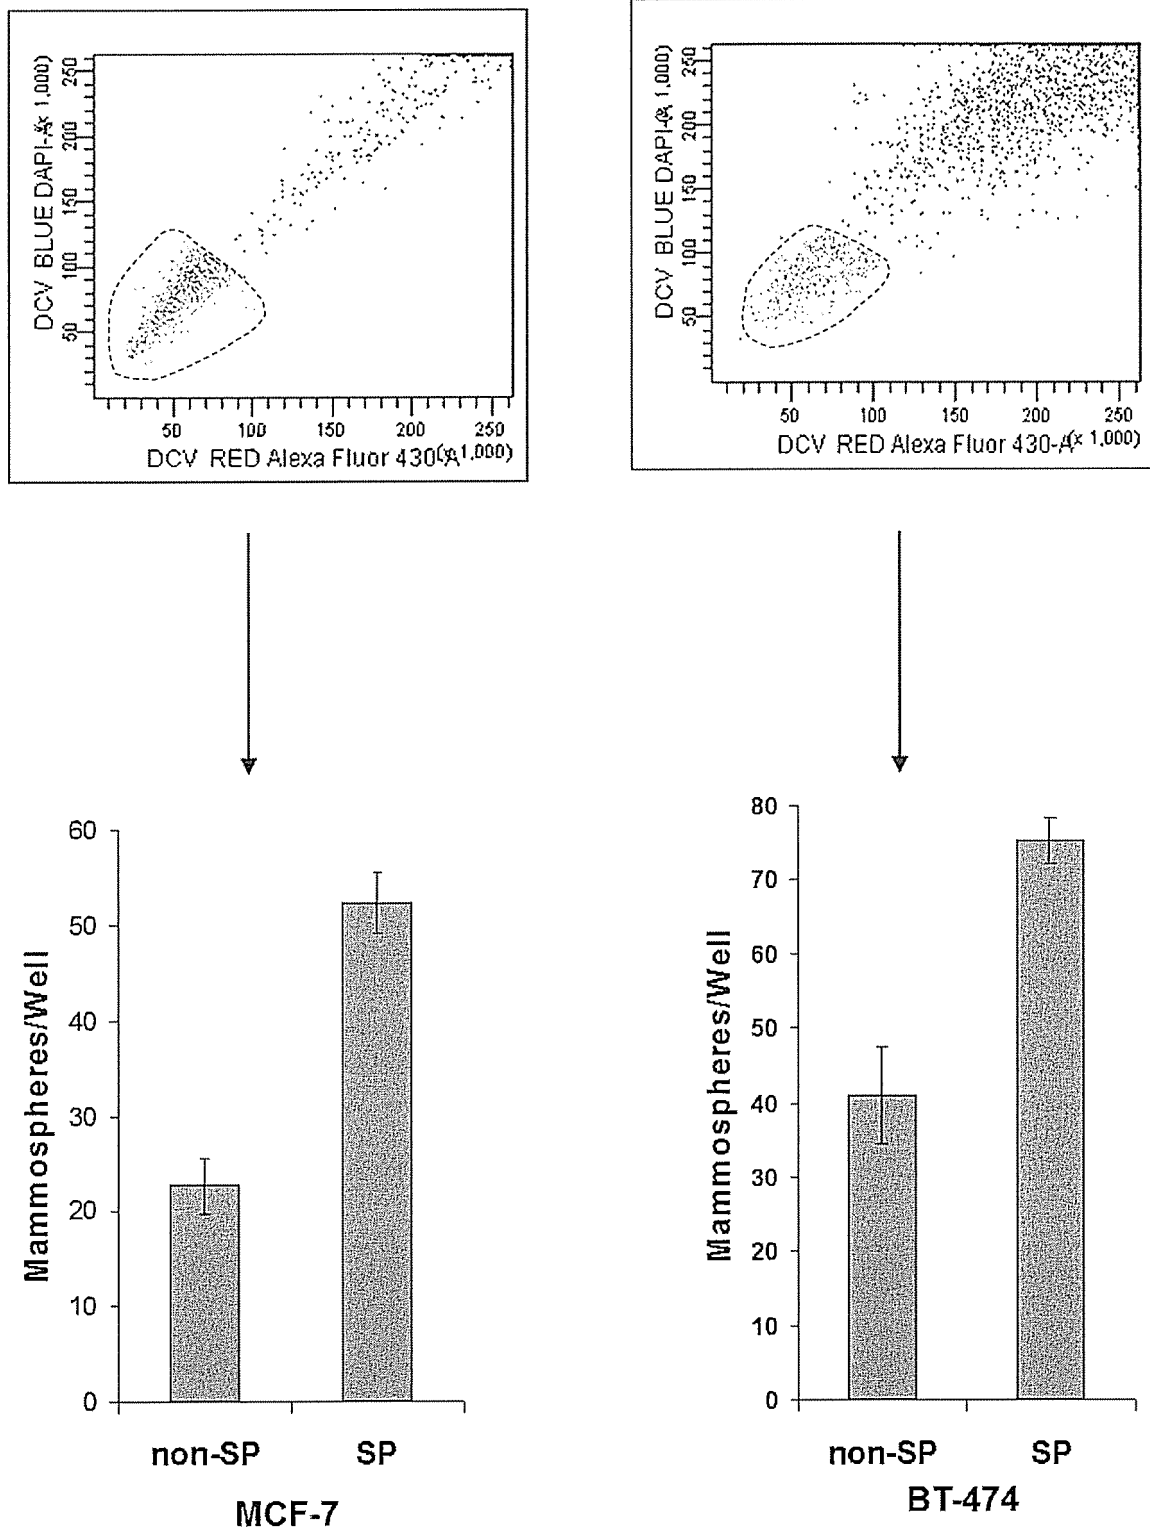 DCV BLUE DAPI-A (x 1,000)
250
200
150
100
50
50 100 150 200 250
DCV RED Alexa Fluor 430-A (x 1,000)
DCV BLUE DAPI-A (x 1,000)
250
200
150
100
50
50 100 150 200 250
DCV RED Alexa Fluor 430-A (x 1,000)
Mammospheres/Well
60
50
40
30
20
10
0
non-SP SP
MCF-7
Mammospheres/Well
80
70
60
50
40
30
20
10
0
non-SP SP
BT-474